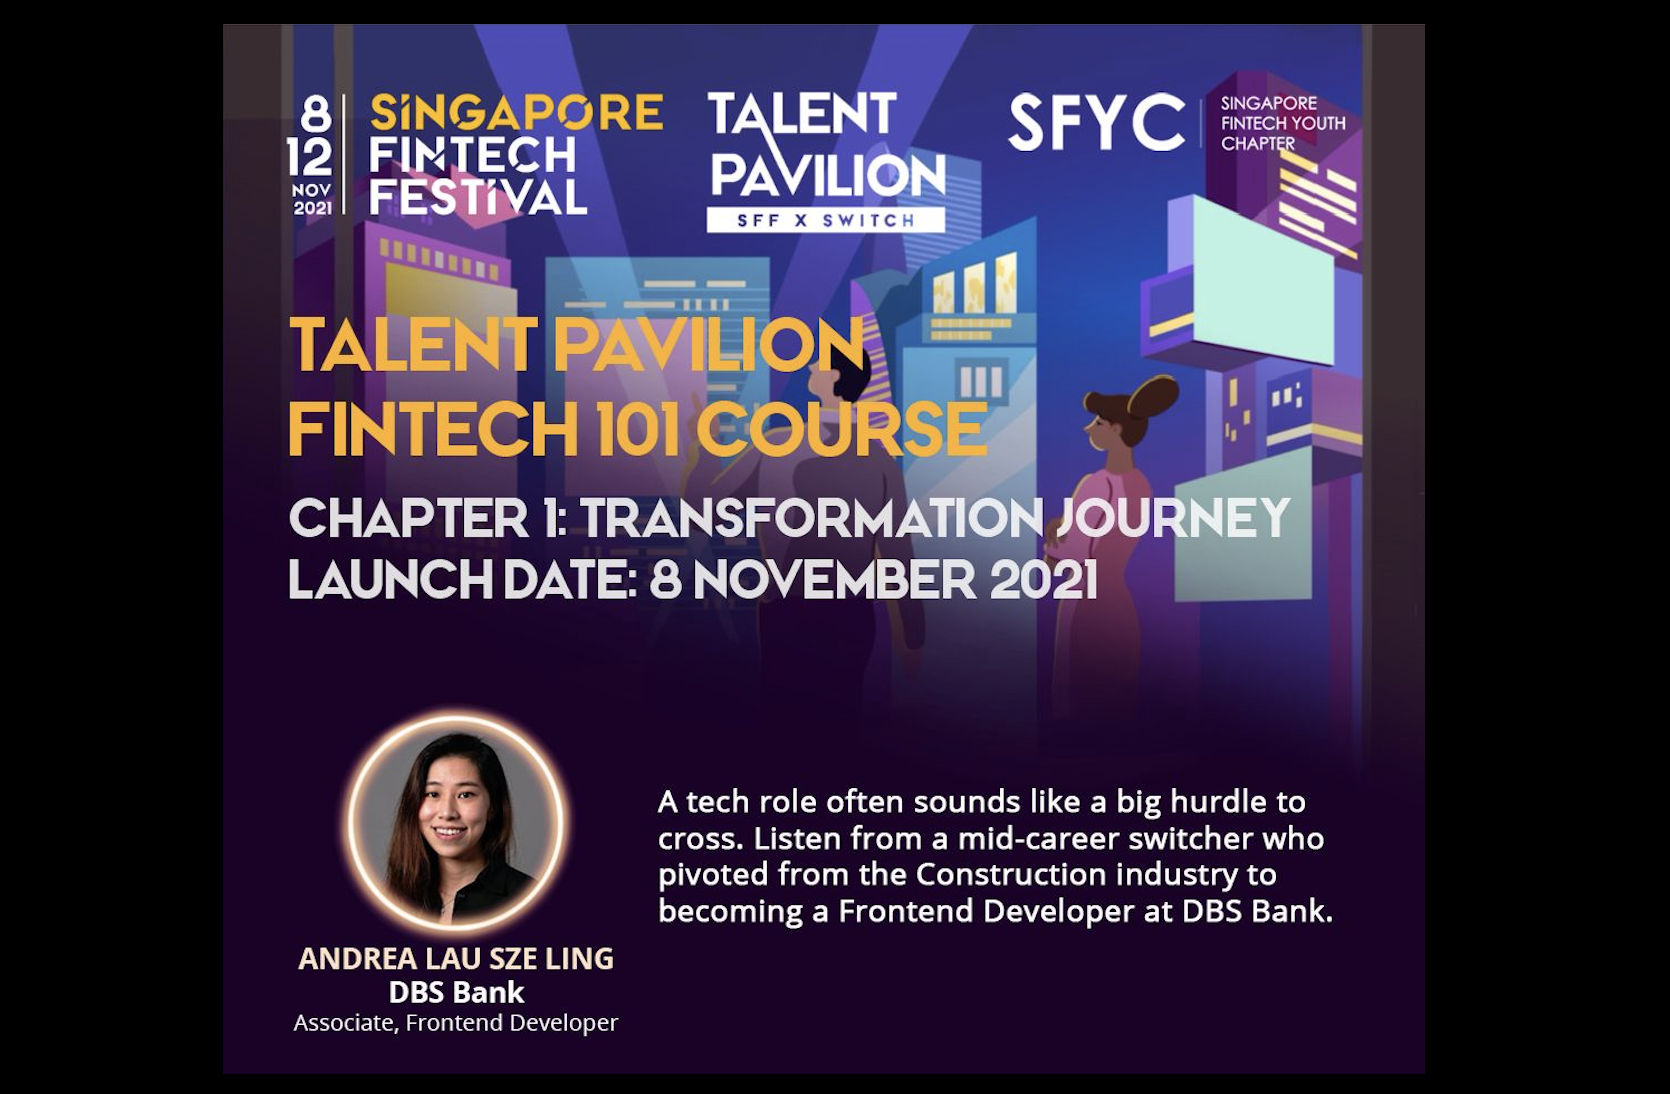 8
12
NOV
2021
SiNGAPORE
FINTECH
FESTiVAL
TALENT
PAVILION
SFF X SWITCH
SFYC
SINGAPORE
FINTECH YOUTH
CHAPTER
TALENT PAVILION
FINTECH 101 COURSE
CHAPTER 1: TRANSFORMATION JOURNEY
LAUNCH DATE: 8 NOVEMBER 2021
ANDREA LAU SZE LING
DBS Bank
Associate, Frontend Developer
A tech role often sounds like a big hurdle to
cross. Listen from a mid-career switcher who
pivoted from the Construction industry to
becoming a Frontend Developer at DBS Bank.